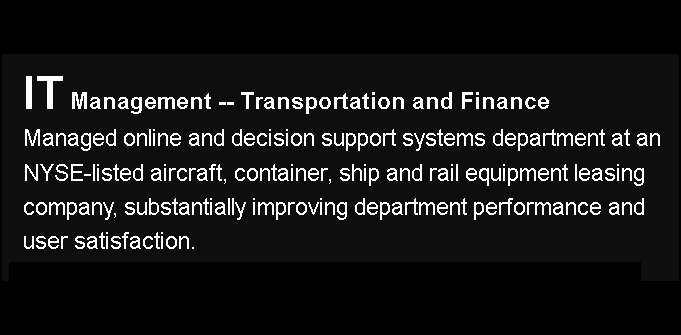 IT Management -- Transportation and Finance
Managed online and decision support systems department at an
NYSE-listed aircraft, container, ship and rail equipment leasing
company, substantially improving department performance and
user satisfaction.